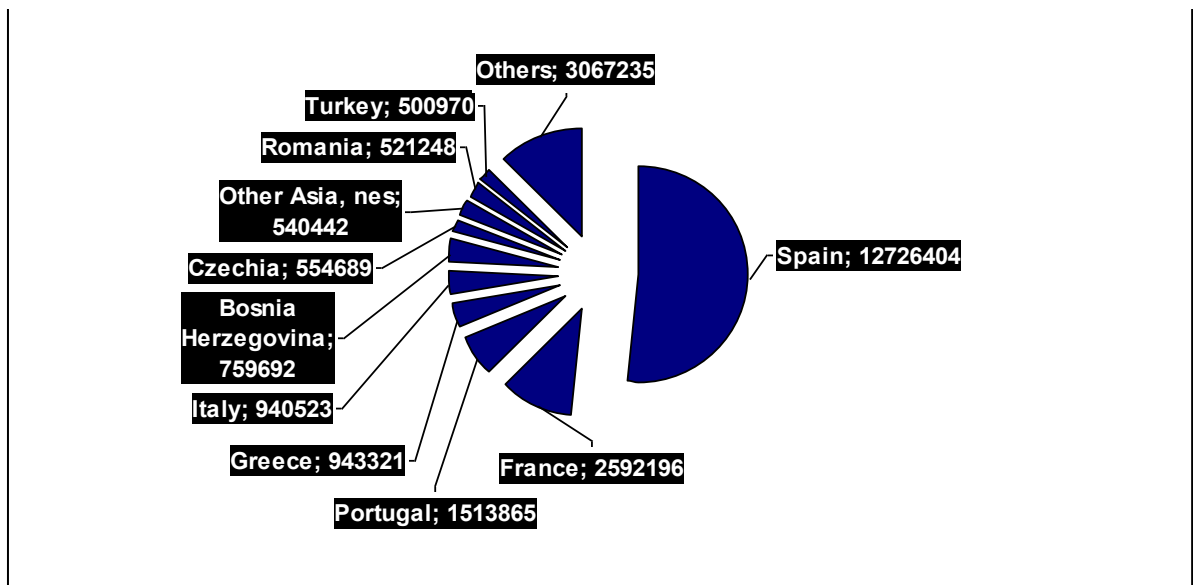 Others; 3067235
Turkey; 500970
Romania; 521248
Other Asia, nes;
540442
Spain; 12726404
Czechia; 554689
Bosnia
Herzegovina;
759692
Italy; 940523
Greece; 943321
France; 2592196
Portugal; 1513865